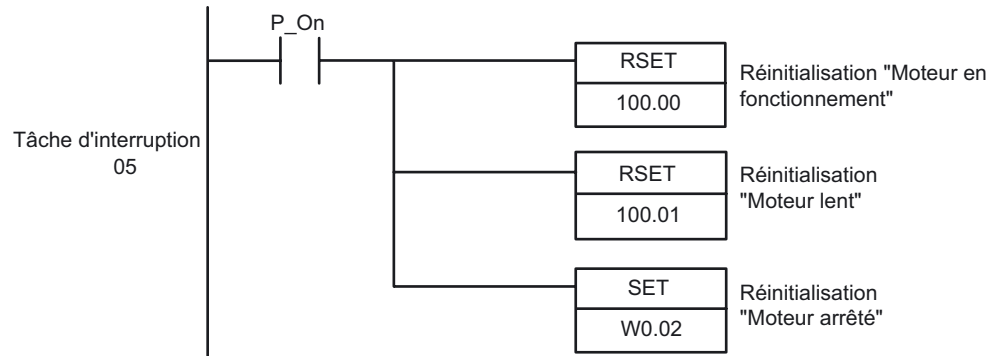 P_On
RSET
100.00
Réinitialisation "Moteur en
fonctionnement"
Tâche d'interruption
05
RSET
100.01
Réinitialisation
"Moteur lent"
SET
W0.02
Réinitialisation
"Moteur arrêté"